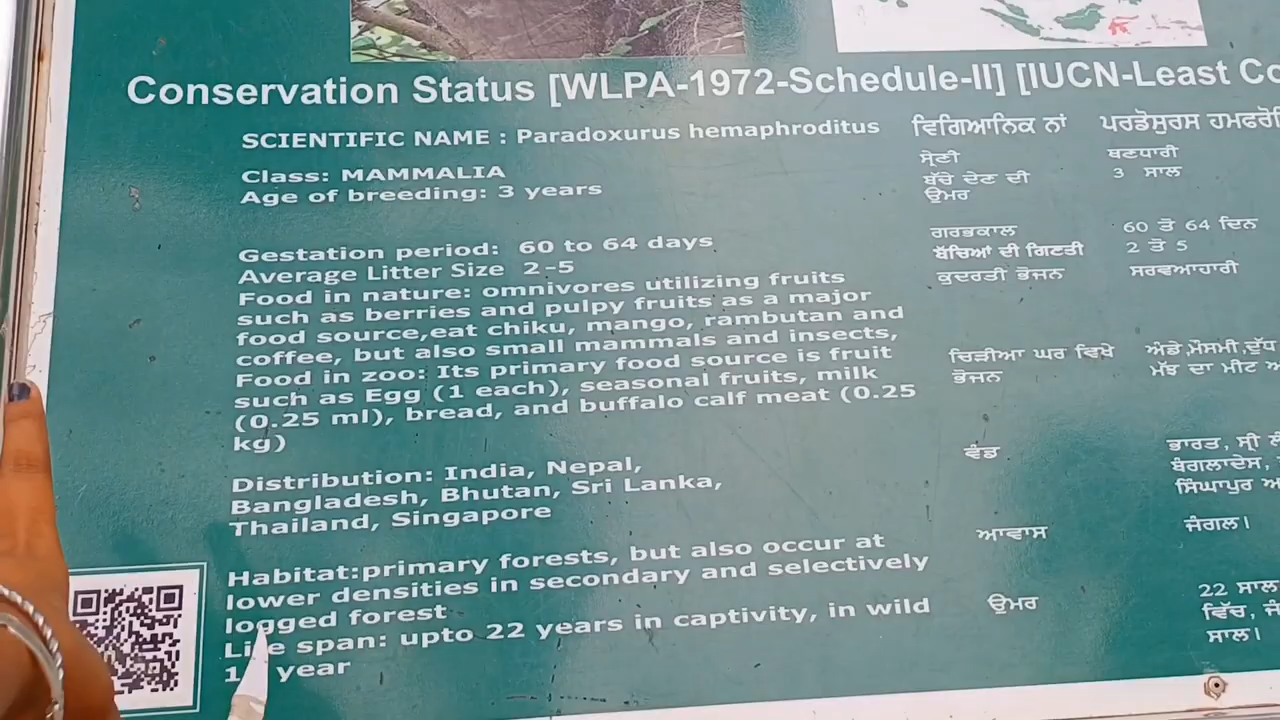 Conservation Status [WLPA-1972-Schedule-II] [IUCN-Least
SCIENTIFIC NAME : Paradoxurus hemaphroditus
Class: MAMMALIA
Age of breeding: 3 years
Gestation period: 60 to 64 days
Average Litter Size 2-5
Food in nature: omnivores utilizing fruits
such as berries and pulpy fruits as a major
food source,eat chiku, mango, rambutan and
coffee, but also small mammals and insects,
Food in zoo: Its primary food source is fruit
such as Egg (1 each), seasonal fruits, milk
(0.25 ml), bread, and buffalo calf meat (0.25
kg)
Distribution: India, Nepal,
Bangladesh, Bhutan, Sri Lanka,
Thailand, Singapore
Habitat:primary forests, but also occur at
lower densities in secondary and selectively
logged forest
Life span: upto 22 years in captivity, in wild
year
ਵਿਗਿਆਨਿਕ ਨਾਂ ਪਰਡੋਸੁਰਸ
ਸ੍ਰੇਣੀ ਥਣਧਾਰੀ
ਬੱਚੇ ਦੇਣ ਦੀ 3 ਸਾਲ
ਉਮਰ
ਗਰਭਕਾਲ 60 ਤੋ 64 ਦਿਨ
ਬੱਚਿਆਂ ਦੀ ਗਿਣਤੀ 2 ਤੋ 5
ਕੁਦਰਤੀ ਭੋਜਨ ਸਰਵਆਹਾਰੀ
ਚਿੜੀਆ ਘਰ ਵਿਖੇ ਅੰਡੇ,ਮੌਸਮੀ,ਦੁੱਧ
ਭੋਜਨ ਮੱਝ ਦਾ ਮੀਟ
ਵੰਡ ਭਾਰਤ, ਸ੍ਰੀ
ਬੰਗਲਾਦੇਸ,
ਸਿੰਘਾਪੁਰ
ਆਵਾਸ ਜੰਗਲ।
ਉਮਰ 22 ਸਾਲ
ਵਿੱਚ,
ਸਾਲ।